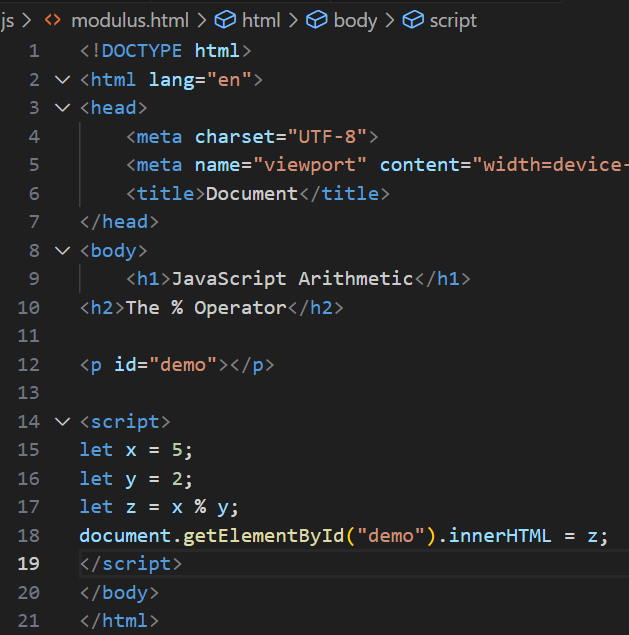 js > modulus.html > html > body > script
1 <!DOCTYPE html>
2 <html lang="en">
3 <head>
4     <meta charset="UTF-8">
5     <meta name="viewport" content="width=device-
6     <title>Document</title>
7 </head>
8 <body>
9     <h1>JavaScript Arithmetic</h1>
10 <h2>The % Operator</h2>
11
12 <p id="demo"></p>
13
14 <script>
15 let x = 5;
16 let y = 2;
17 let z = x % y;
18 document.getElementById("demo").innerHTML = z;
19 </script>
20 </body>
21 </html>